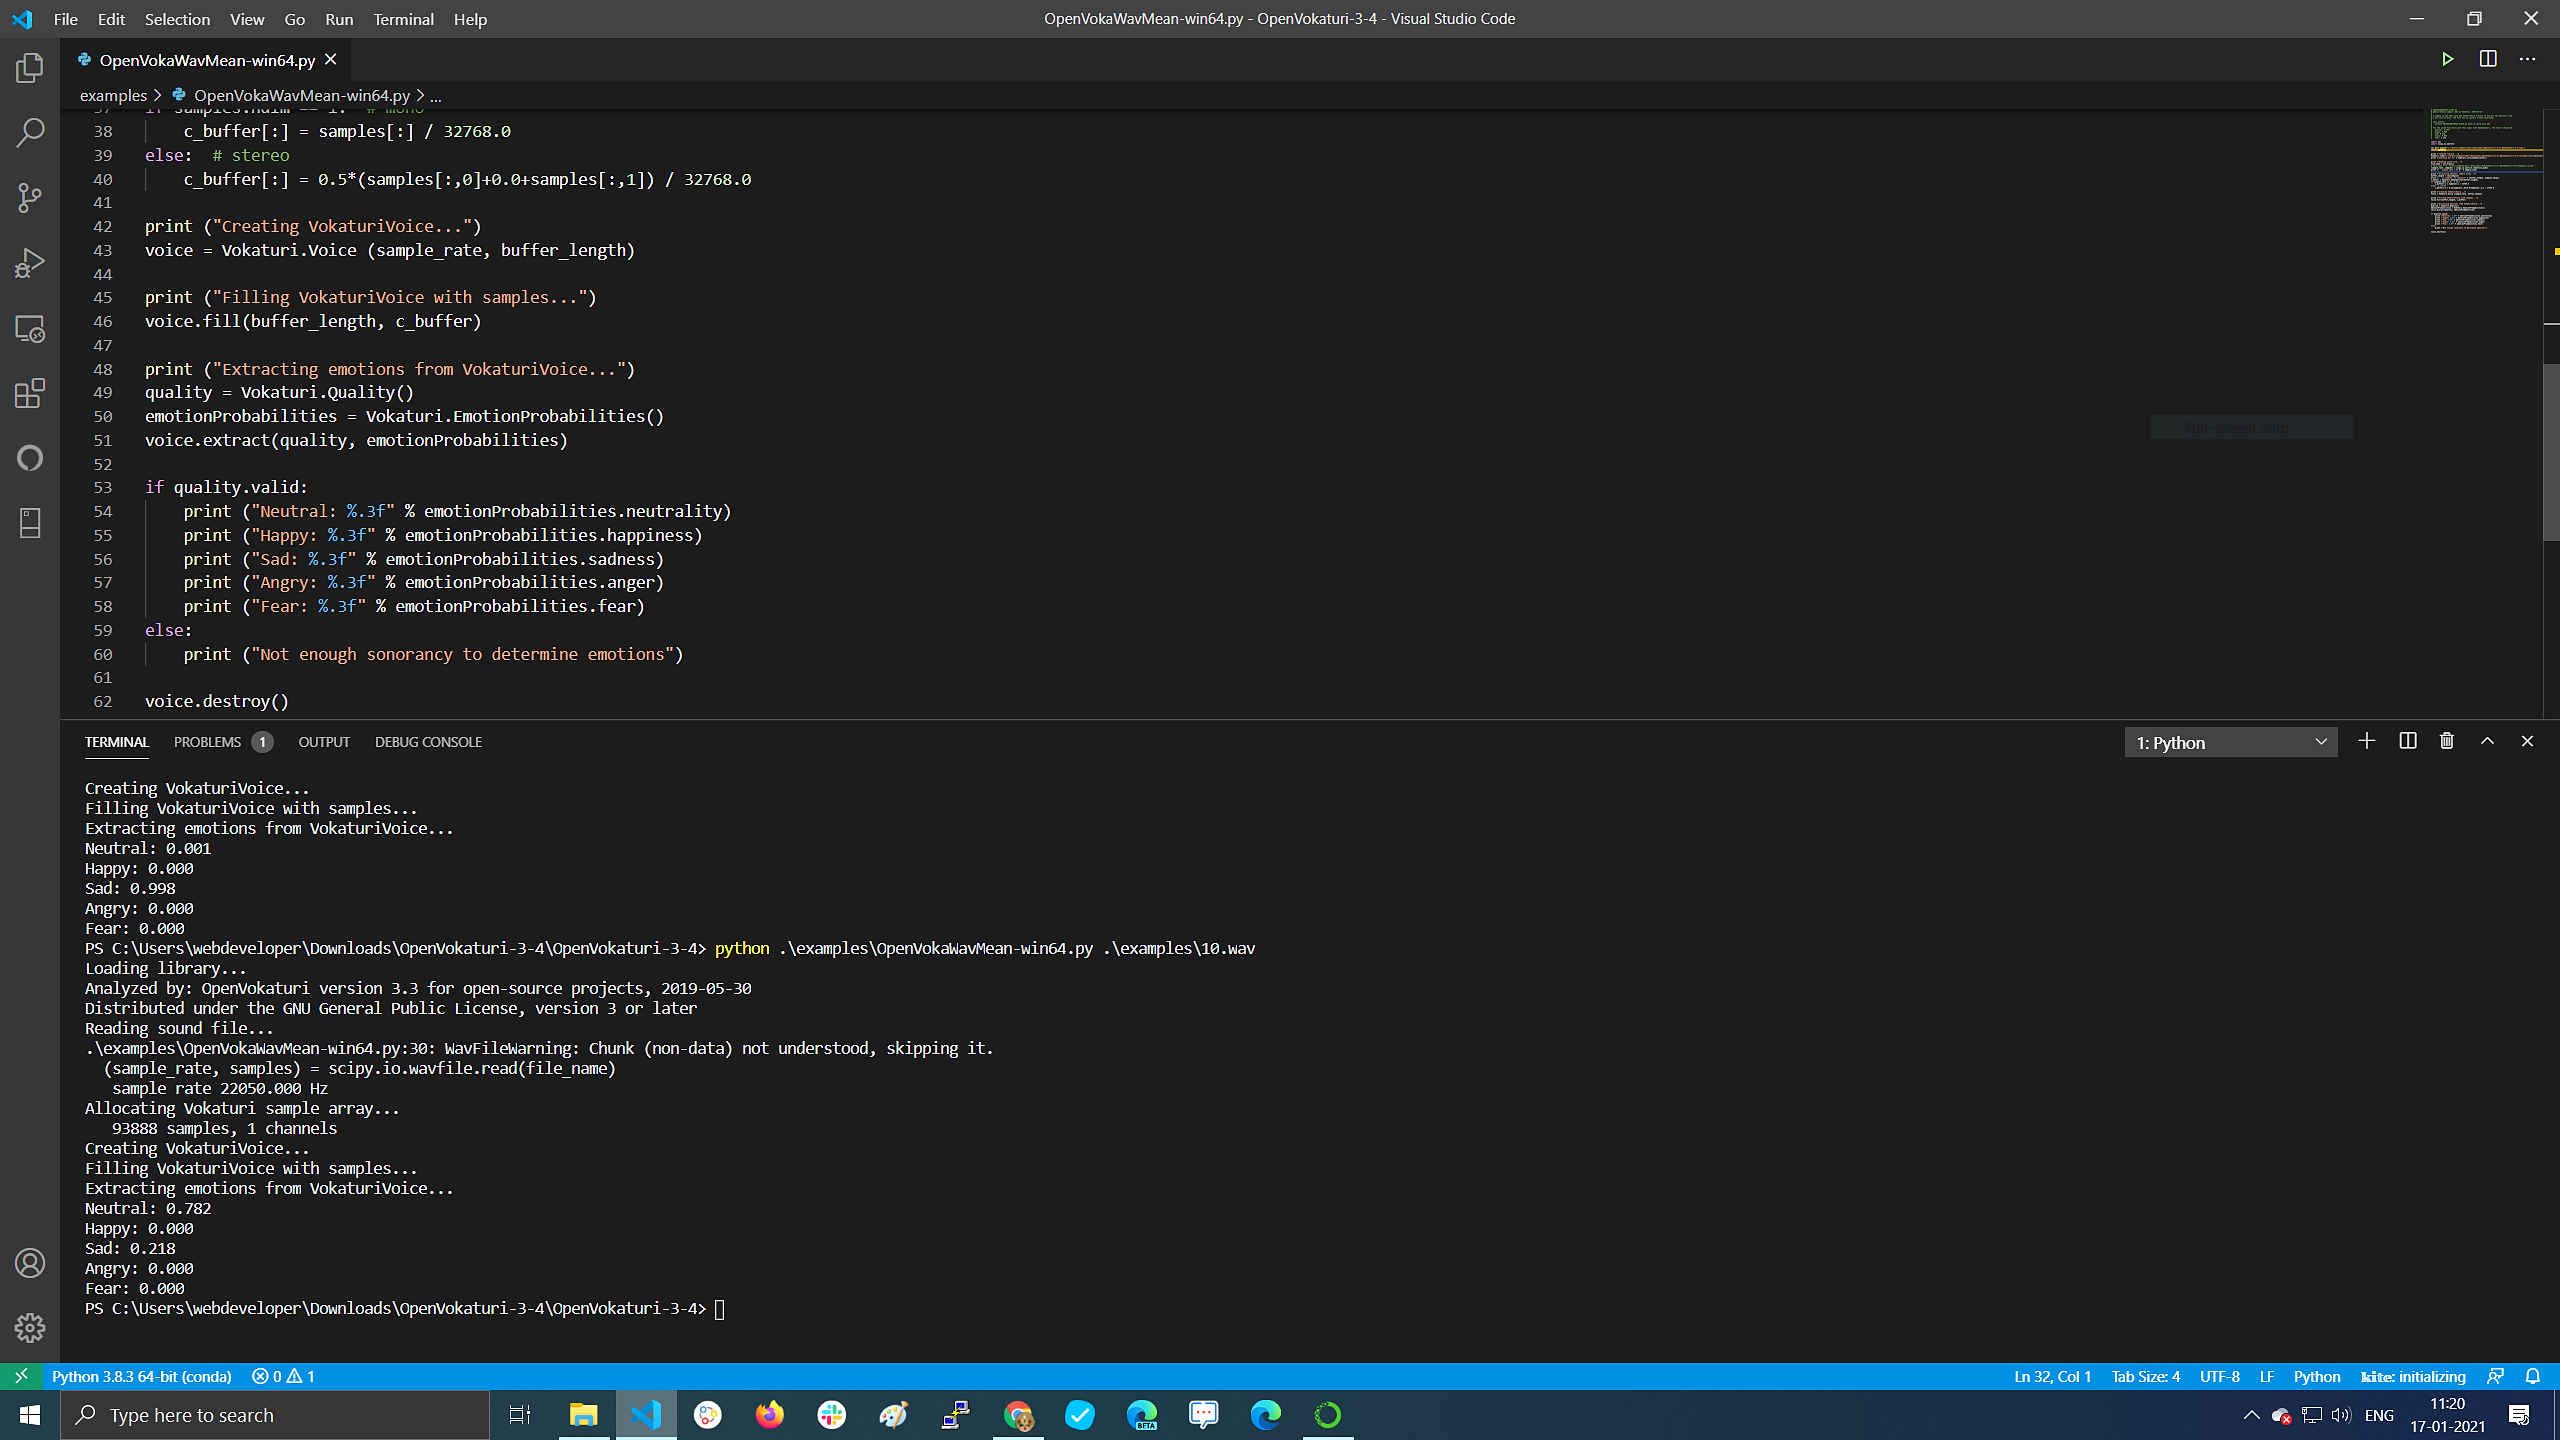 File Edit Selection View Go Run Terminal Help
OpenVokaWavMean-win64.py - OpenVokaturi-3-4 - Visual Studio Code
OpenVokaWavMean-win64.py
examples > OpenVokaWavMean-win64.py > ...
37 if samples.ndim == 1: # mono
38 c_buffer[:] = samples[:] / 32768.0
39 else: # stereo
40 c_buffer[:] = 0.5*(samples[:,0]+0.0+samples[:,1]) / 32768.0
41
42 print ("Creating VokaturiVoice...")
43 voice = Vokaturi.Voice (sample_rate, buffer_length)
44
45 print ("Filling VokaturiVoice with samples...")
46 voice.fill(buffer_length, c_buffer)
47
48 print ("Extracting emotions from VokaturiVoice...")
49 quality = Vokaturi.Quality()
50 emotionProbabilities = Vokaturi.EmotionProbabilities()
51 voice.extract(quality, emotionProbabilities)
52
53 if quality.valid:
54 print ("Neutral: %.3f" % emotionProbabilities.neutrality)
55 print ("Happy: %.3f" % emotionProbabilities.happiness)
56 print ("Sad: %.3f" % emotionProbabilities.sadness)
57 print ("Angry: %.3f" % emotionProbabilities.anger)
58 print ("Fear: %.3f" % emotionProbabilities.fear)
59 else:
60 print ("Not enough sonorancy to determine emotions")
61
62 voice.destroy()
Full-screen Snip
TERMINAL PROBLEMS 1 OUTPUT DEBUG CONSOLE
1: Python
Creating VokaturiVoice...
Filling VokaturiVoice with samples...
Extracting emotions from VokaturiVoice...
Neutral: 0.001
Happy: 0.000
Sad: 0.998
Angry: 0.000
Fear: 0.000
PS C:\Users\webdeveloper\Downloads\OpenVokaturi-3-4\OpenVokaturi-3-4> python .\examples\OpenVokaWavMean-win64.py .\examples\10.wav
Loading library...
Analyzed by: OpenVokaturi version 3.3 for open-source projects, 2019-05-30
Distributed under the GNU General Public License, version 3 or later
Reading sound file...
.\examples\OpenVokaWavMean-win64.py:30: WavFileWarning: Chunk (non-data) not understood, skipping it.
(sample_rate, samples) = scipy.io.wavfile.read(file_name)
sample rate 22050.000 Hz
Allocating Vokaturi sample array...
93888 samples, 1 channels
Creating VokaturiVoice...
Filling VokaturiVoice with samples...
Extracting emotions from VokaturiVoice...
Neutral: 0.782
Happy: 0.000
Sad: 0.218
Angry: 0.000
Fear: 0.000
PS C:\Users\webdeveloper\Downloads\OpenVokaturi-3-4\OpenVokaturi-3-4>
Python 3.8.3 64-bit (conda) 0 1
Ln 32, Col 1 Tab Size: 4 UTF-8 LF Python kite: initializing
Type here to search
BETA
ENG
11:20
17-01-2021